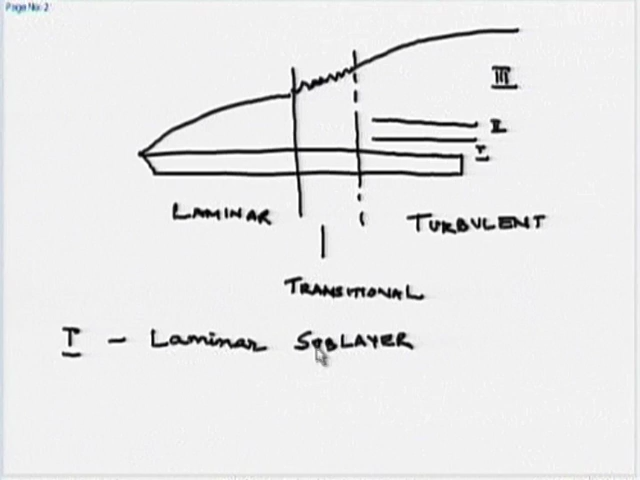 Page No: 2
III
II
I
LAMINAR
TURBULENT
TRANSITIONAL
I - Laminar SUBLAYER